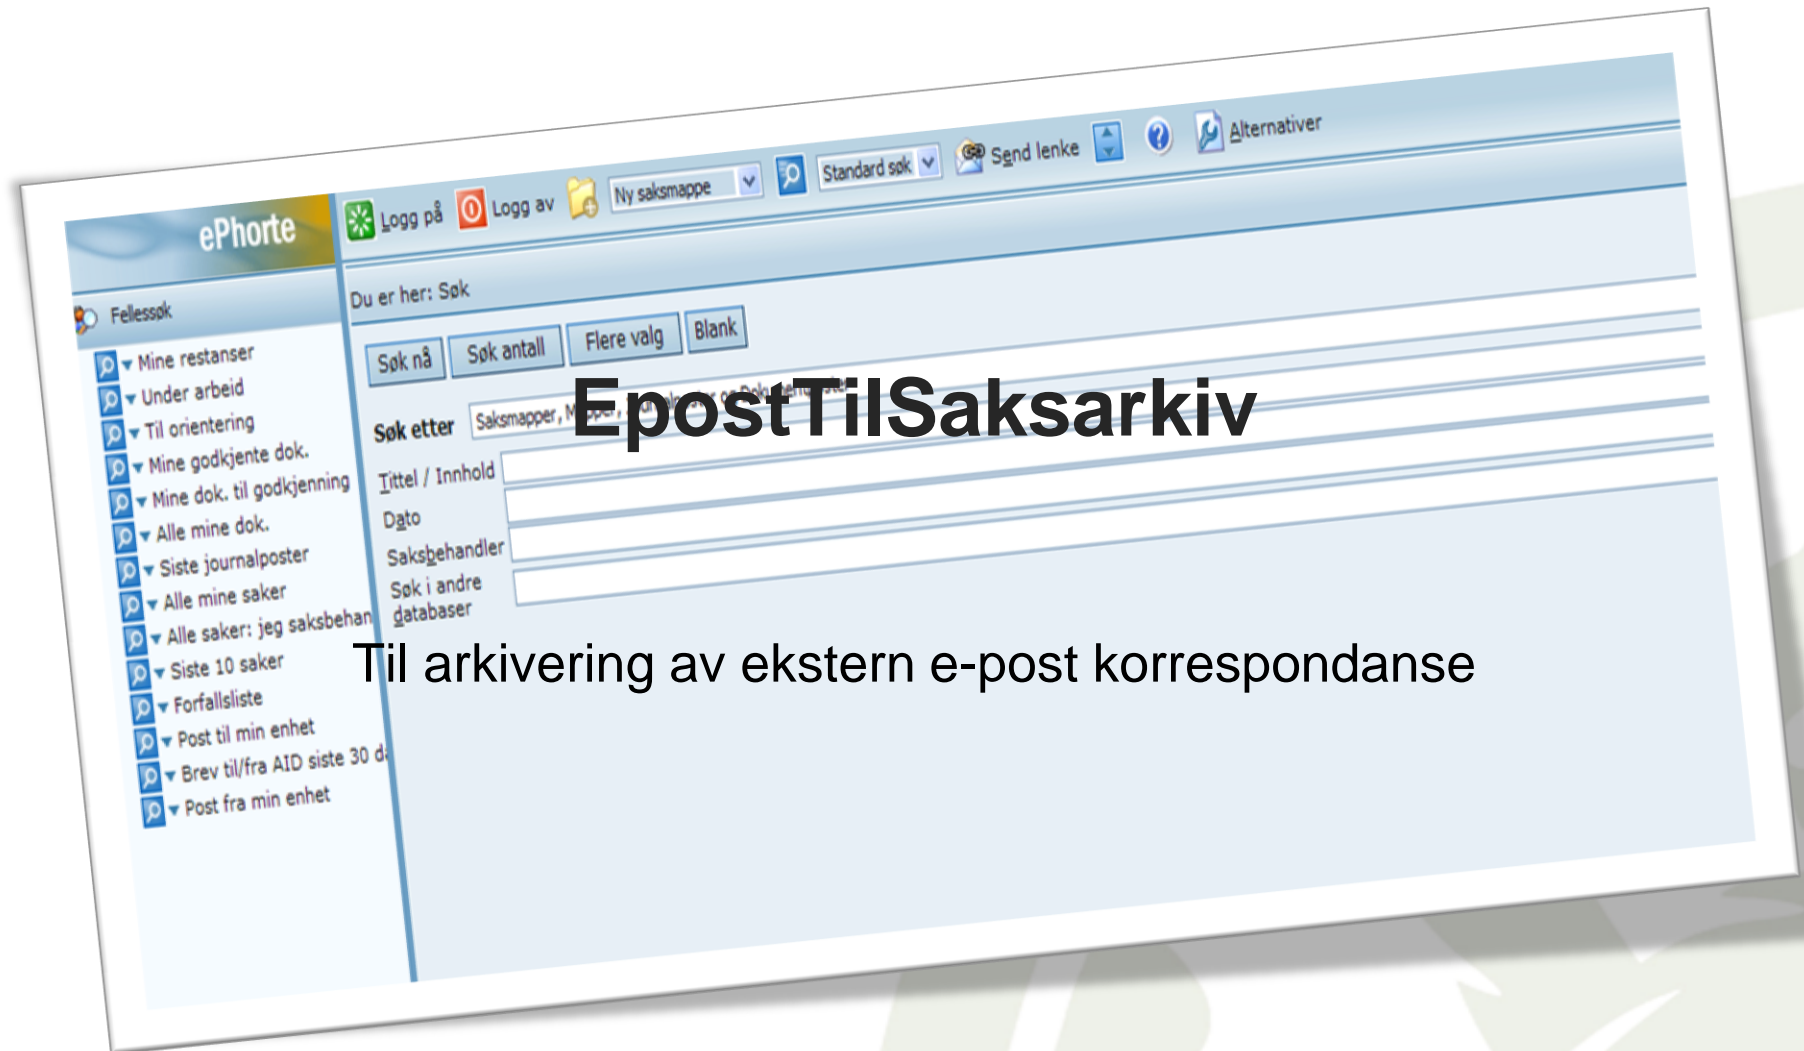 ePhorte
Logg på Logg av Ny saksmappe Standard søk Send lenke Alternativer
Fellessøk
Mine restanser
Under arbeid
Til orientering
Mine godkjente dok.
Mine dok. til godkjenning
Alle mine dok.
Siste journalposter
Alle mine saker
Alle saker: jeg saksbehan
Siste 10 saker
Forfallsliste
Post til min enhet
Brev til/fra AID siste 30 da
Post fra min enhet
Du er her: Søk
Søk nå Søk antall Flere valg Blank
Søk etter Saksmapper, Mapper, og
EpostTilSaksarkiv
Tittel / Innhold
Dato
Saksbehandler
Søk i andre
databaser
Til arkivering av ekstern e-post korrespondanse